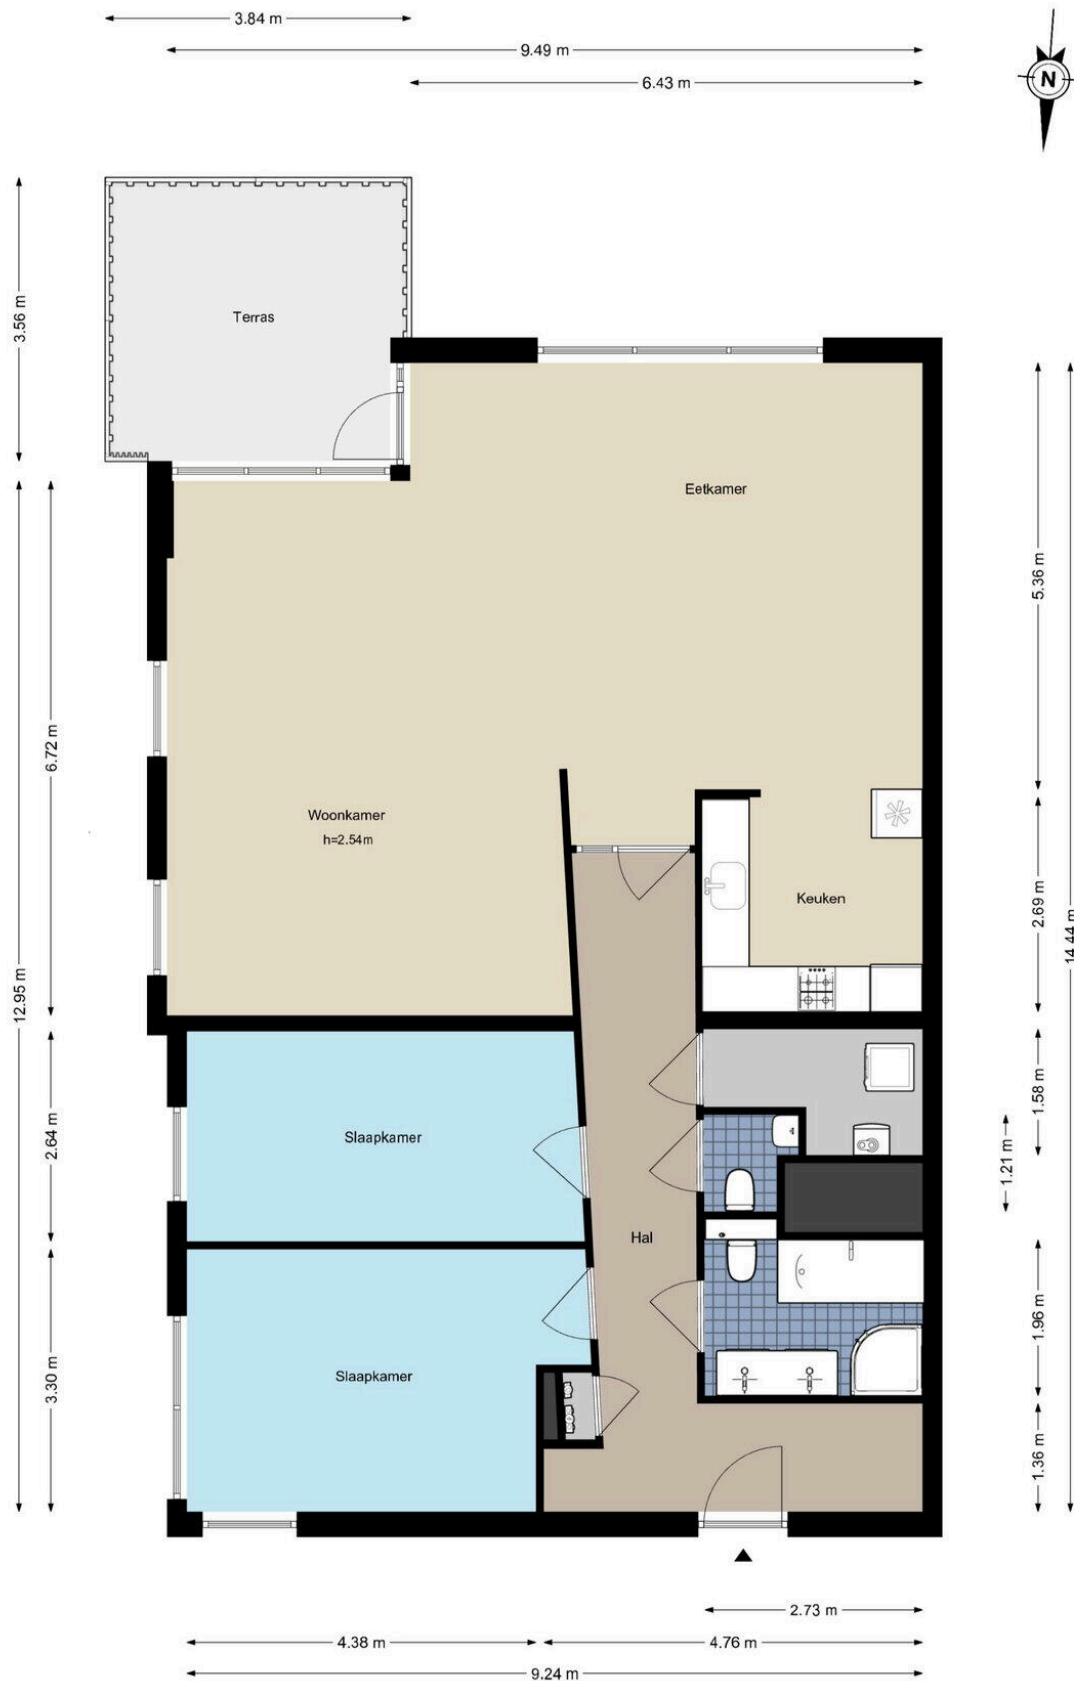 3.84 m
9.49 m
6.43 m
N
3.56 m
Terras
Eetkamer
5.36 m
6.72 m
Woonkamer
h=2.54m
Keuken
2.69 m
14.44 m
12.95 m
1.58 m
2.64 m
Slaapkamer
1.21 m
Hal
1.96 m
3.30 m
Slaapkamer
1.36 m
2.73 m
4.38 m
4.76 m
9.24 m